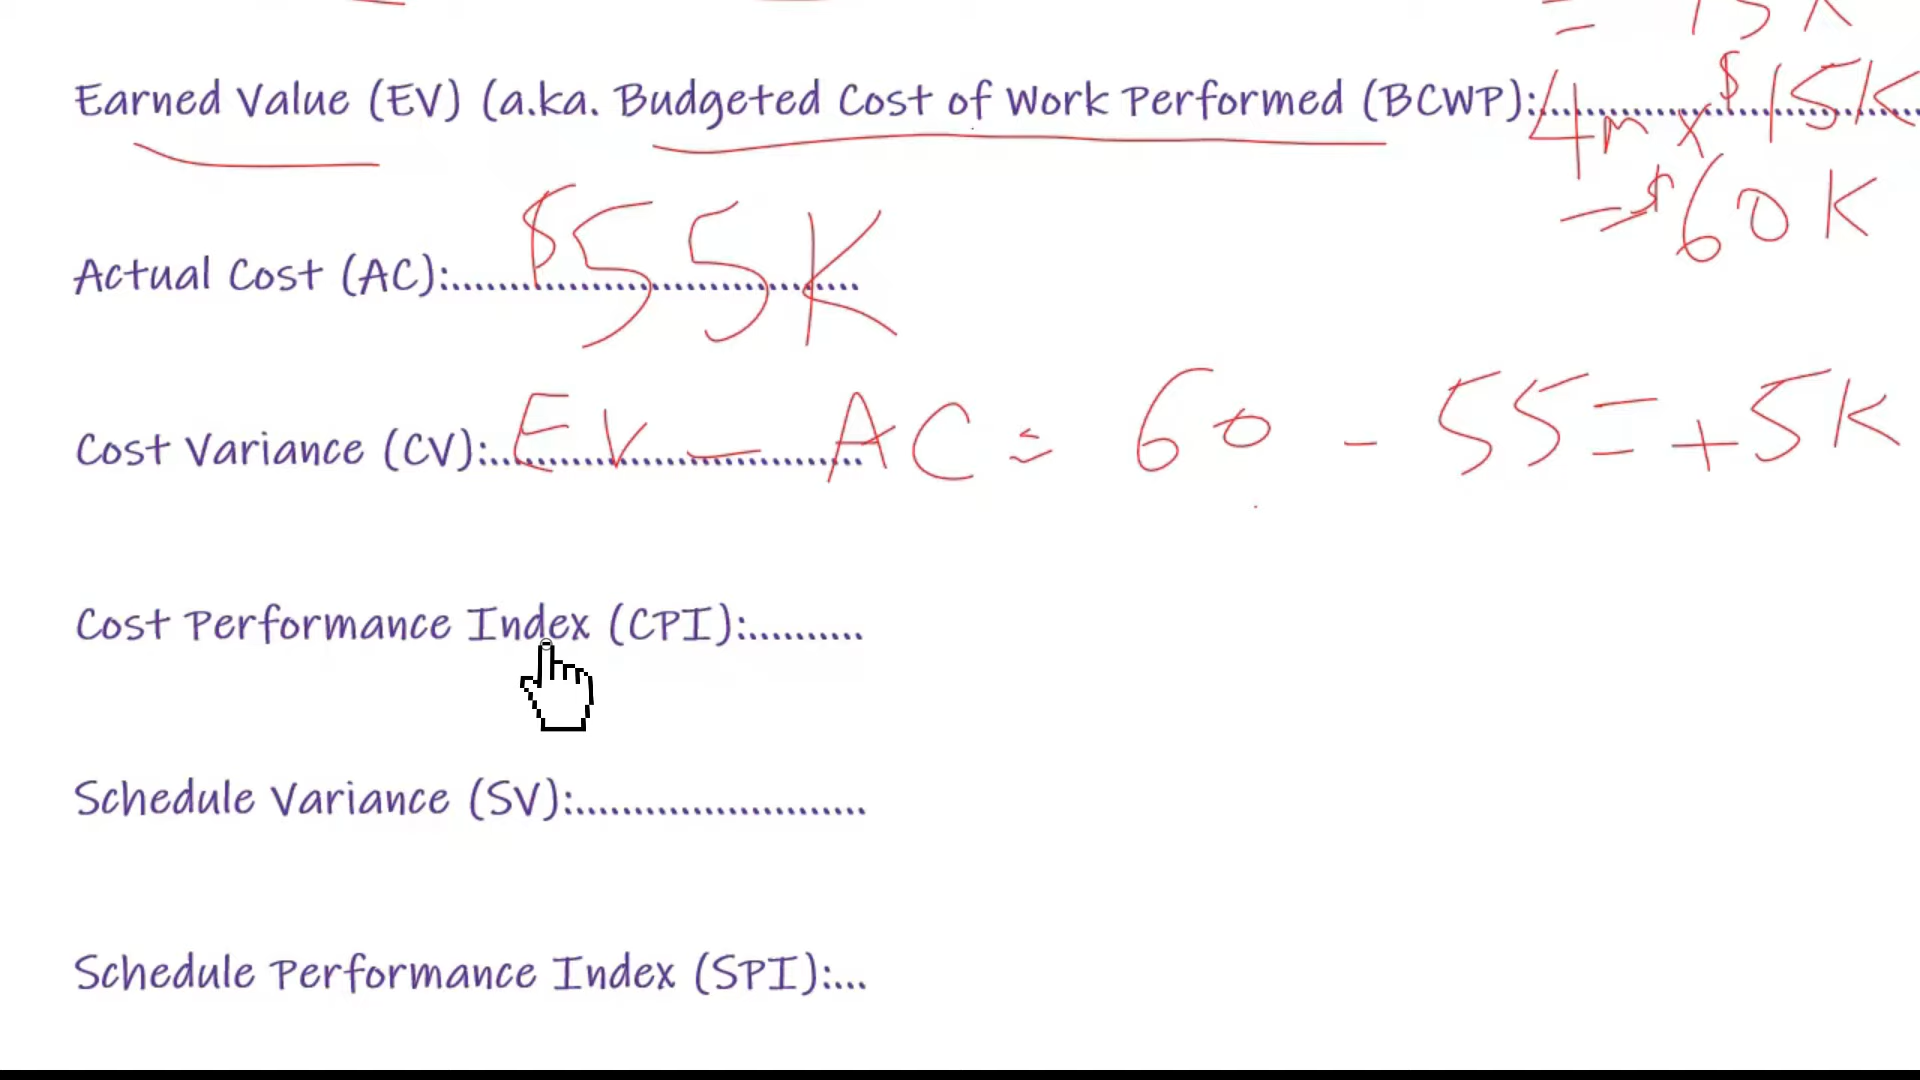 = 75K
Earned Value (EV) (a.ka. Budgeted Cost of Work Performed (BCWP):................ 4m x $15K
= $60K
Actual Cost (AC):.................................... $55K
Cost Variance (CV):................................ EV - AC = 60 - 55 = +5K
Cost Performance Index (CPI):..........
Schedule Variance (SV):.........................
Schedule Performance Index (SPI):...